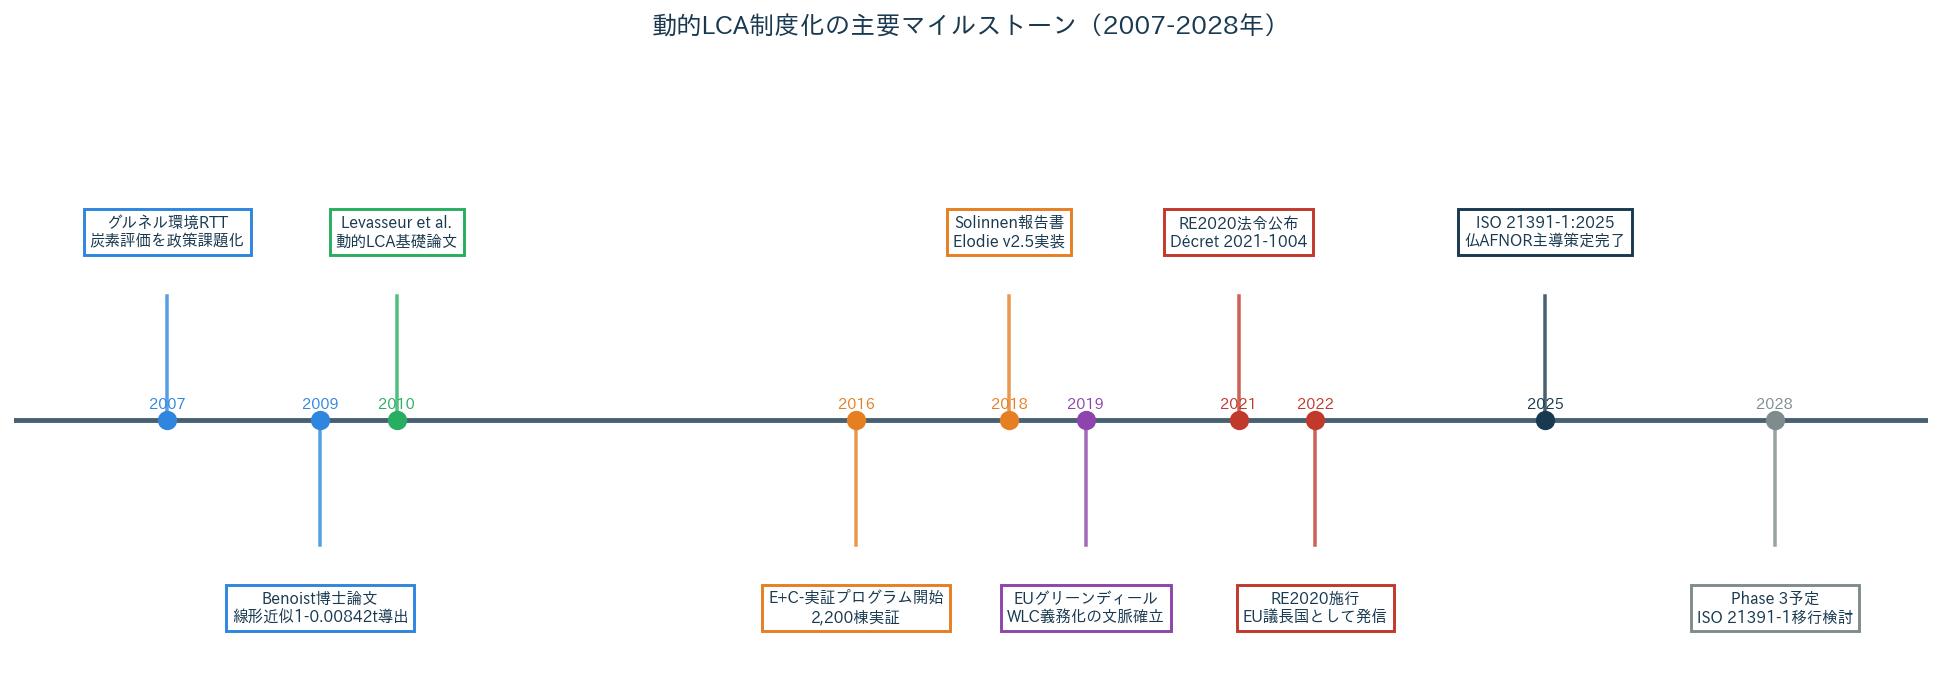 動的LCA制度化の主要マイルストーン（2007-2028年）
グルネル環境RTT
炭素評価を政策課題化
Levasseur et al.
動的LCA基礎論文
Solinnen報告書
Elodie v2.5実装
RE2020法令公布
Décret 2021-1004
ISO 21391-1:2025
仏AFNOR主導策定完了
2007
2009
2010
2016
2018
2019
2021
2022
2025
2028
Benoist博士論文
線形近似1-0.00842t導出
E+C-実証プログラム開始
2,200棟実証
EUグリーンディール
WLC義務化の文脈確立
RE2020施行
EU議長国として発信
Phase 3予定
ISO 21391-1移行検討